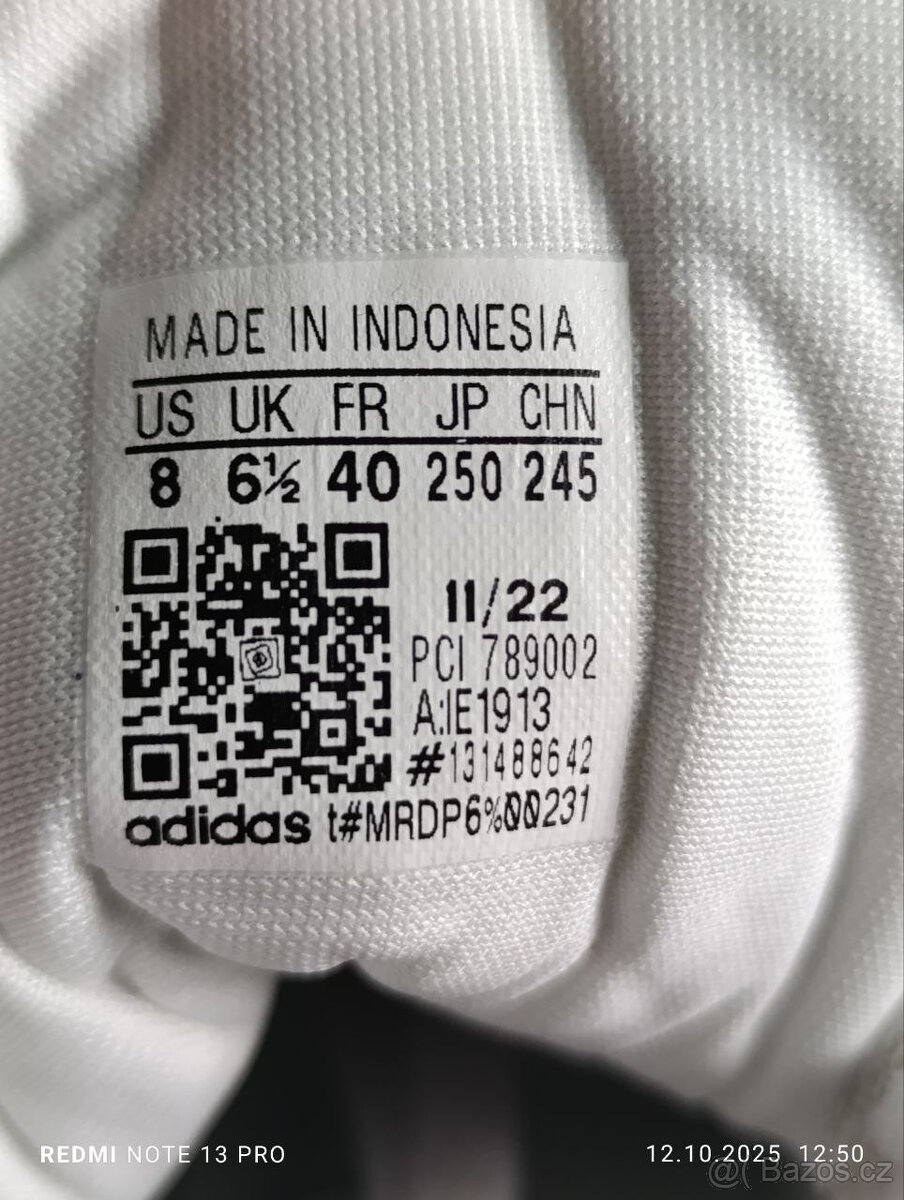 MADE IN INDONESIA
US UK FR JP CHN
8 6½ 40 250 245
11/22
PCI 789002
A:IE1913
#131488642
adidas t#MRDP6%00231
REDMI NOTE 13 PRO
12.10.2025 12:50
@( Bazos.cz